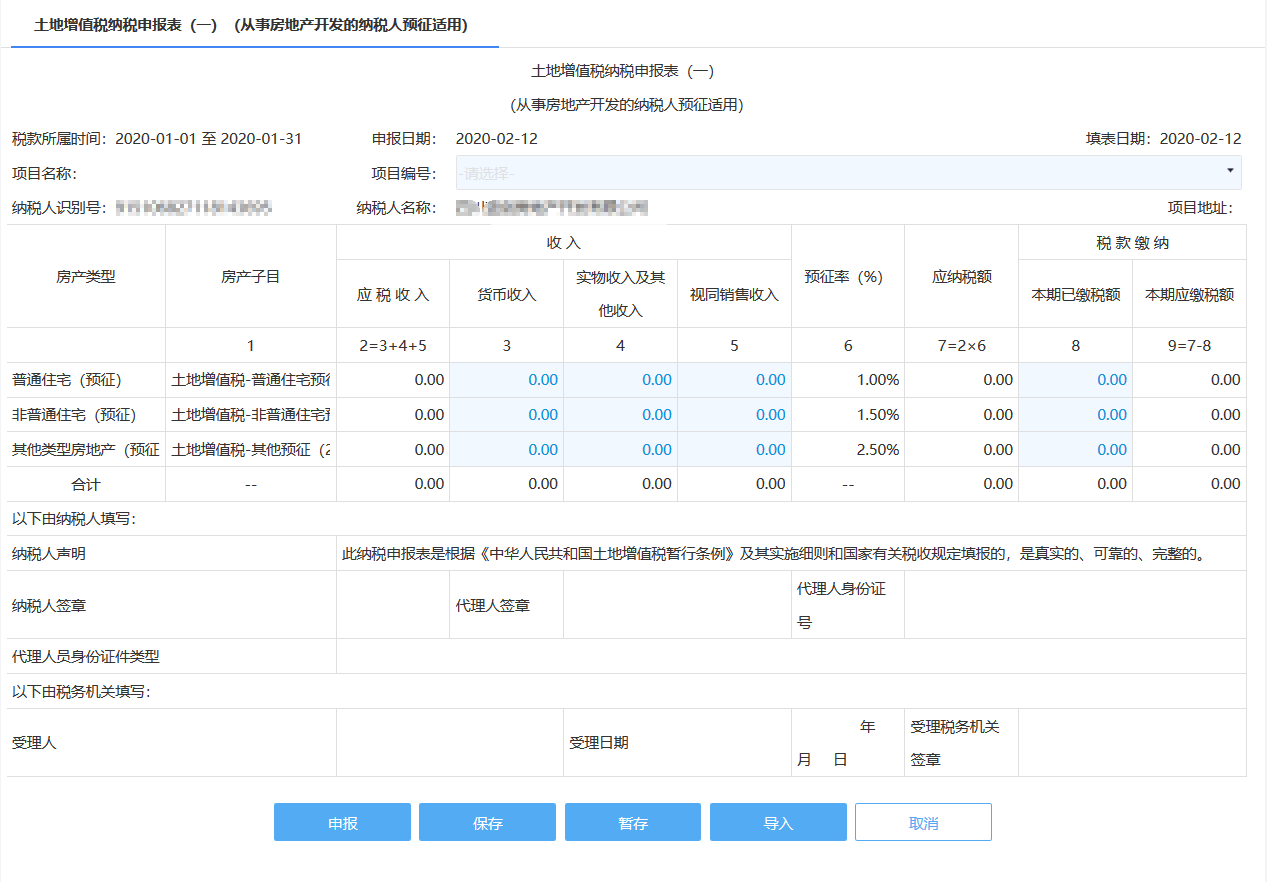 土地增值税纳税申报表（一）（从事房地产开发的纳税人预征适用）
土地增值税纳税申报表（一）
（从事房地产开发的纳税人预征适用）
税款所属时间：2020-01-01 至 2020-01-31 申报日期： 2020-02-12 填表日期：2020-02-12
项目名称： 项目编号： -请选择-
纳税人识别号： 纳税人名称： 项目地址：
收 入 税 款 缴 纳
房产类型 房产子目 应 税 收 入 货币收入 实物收入及其他收入 视同销售收入 预征率（%） 应纳税额 本期已缴税额 本期应缴税额
1 2=3+4+5 3 4 5 6 7=2×6 8 9=7-8
普通住宅（预征） 土地增值税-普通住宅预征 0.00 0.00 0.00 0.00 1.00% 0.00 0.00 0.00
非普通住宅（预征） 土地增值税-非普通住宅预 0.00 0.00 0.00 0.00 1.50% 0.00 0.00 0.00
其他类型房地产（预征 土地增值税-其他预征（2 0.00 0.00 0.00 0.00 2.50% 0.00 0.00 0.00
合计 -- 0.00 0.00 0.00 0.00 -- 0.00 0.00 0.00
以下由纳税人填写：
纳税人声明 此纳税申报表是根据《中华人民共和国土地增值税暂行条例》及其实施细则和国家有关税收规定填报的，是真实的、可靠的、完整的。
纳税人签章 代理人签章 代理人身份证号
代理人员身份证件类型
以下由税务机关填写：
受理人 受理日期 年 月 日 受理税务机关签章
申报 保存 暂存 导入 取消